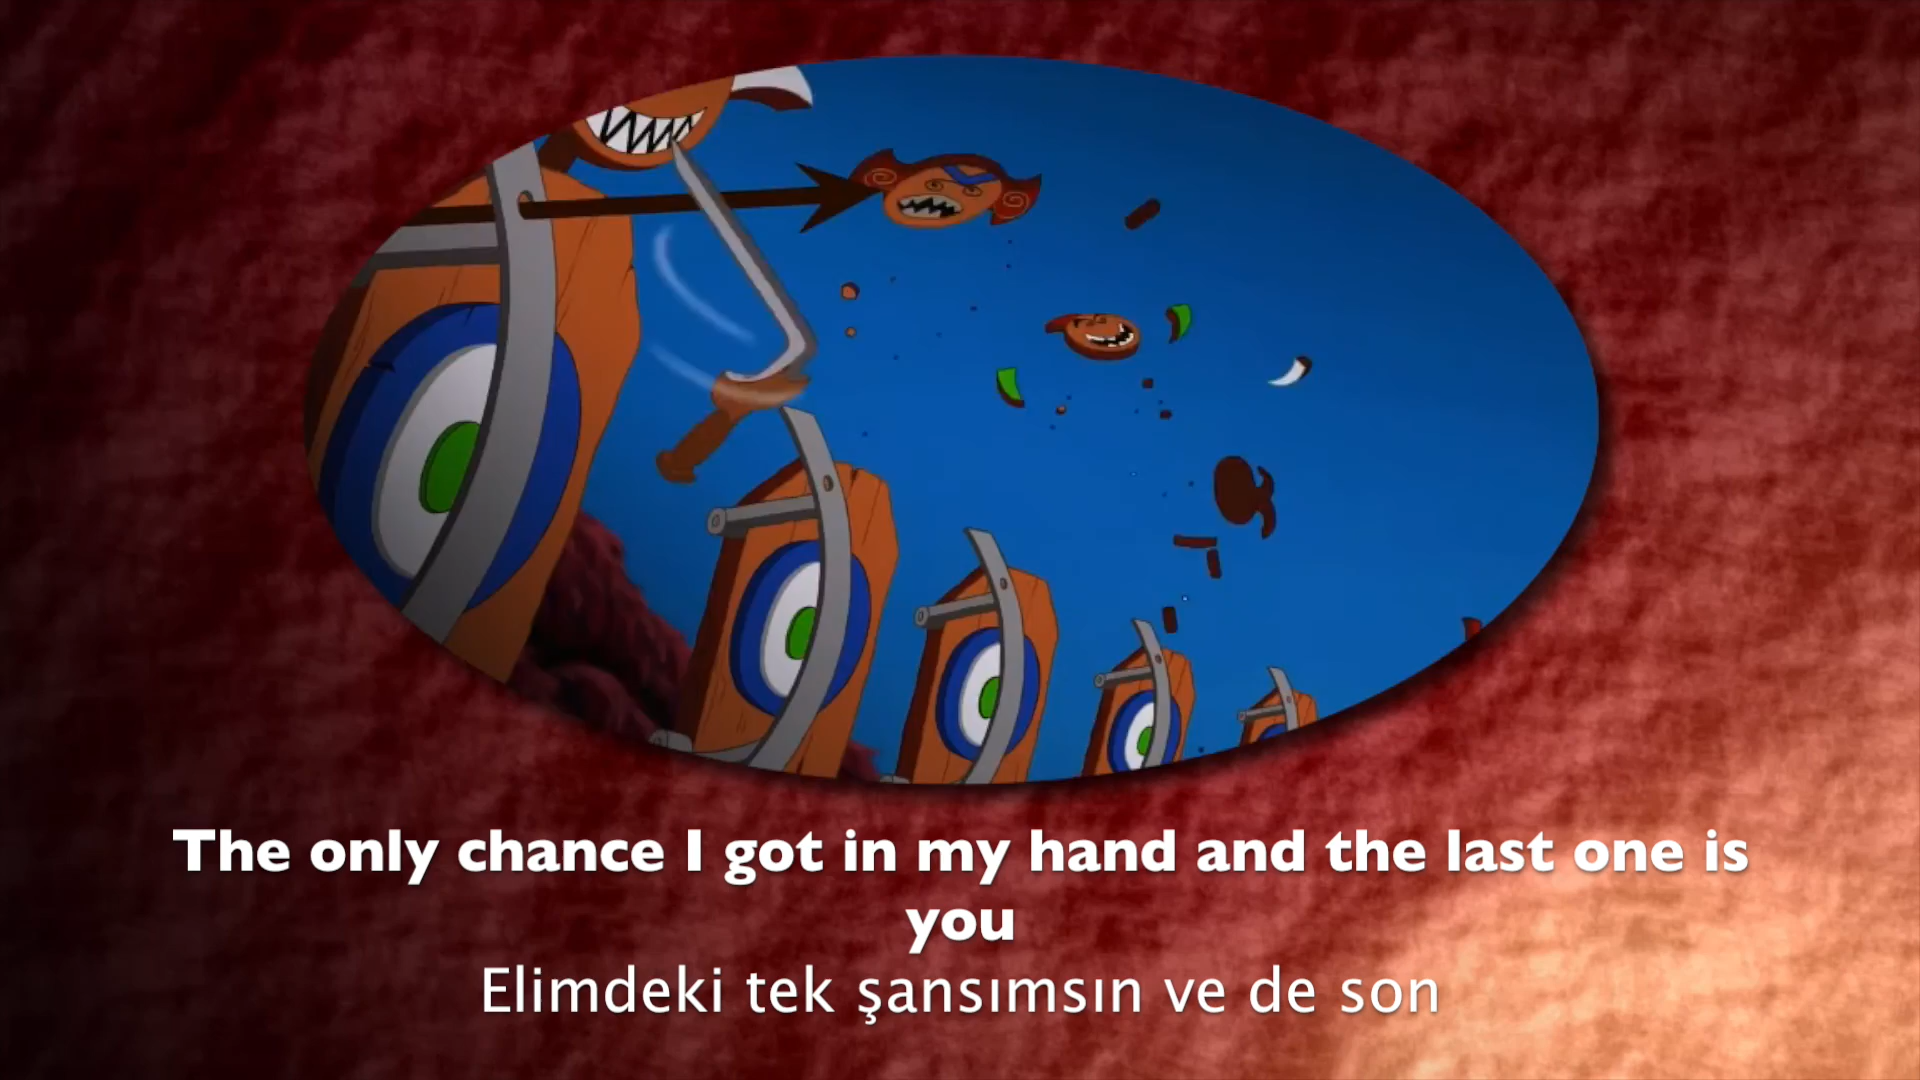 The only chance I got in my hand and the last one is
you
Elimdeki tek şansımsın ve de son